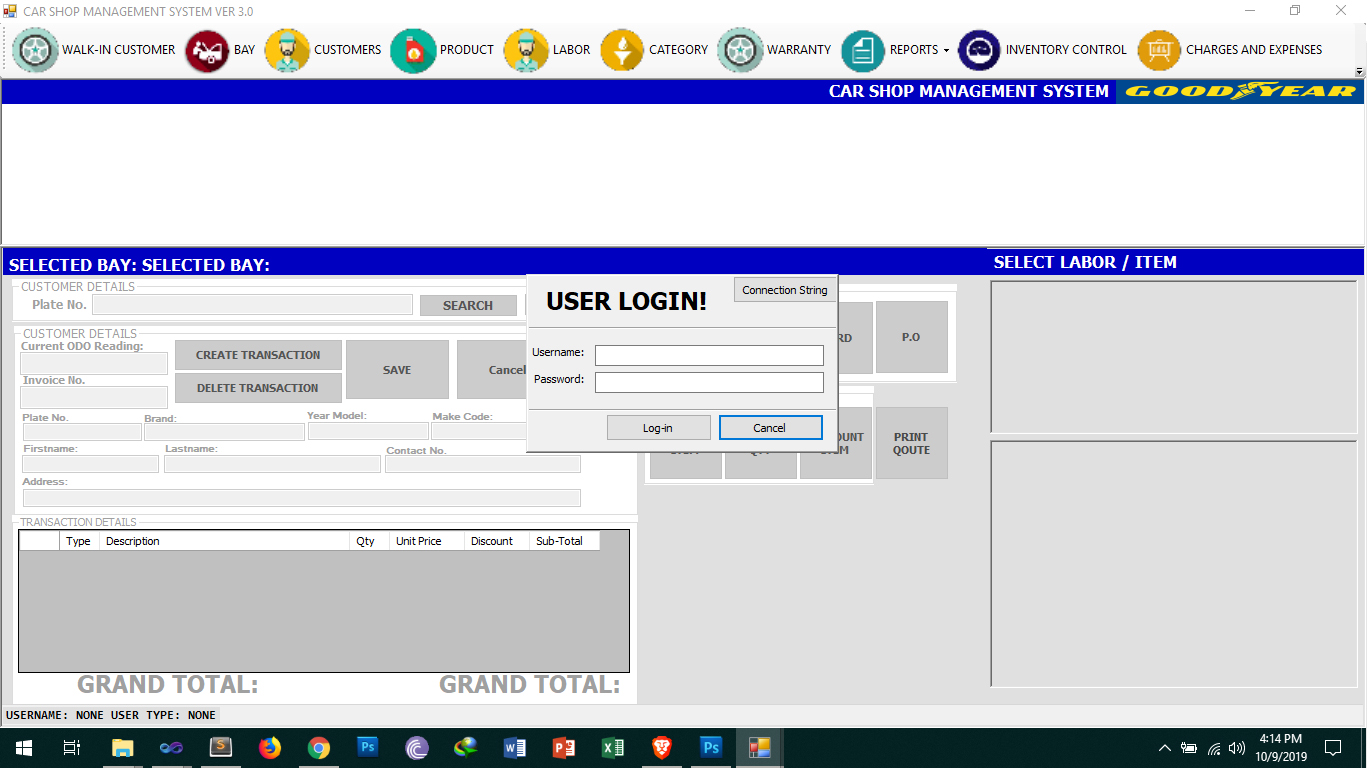 CAR SHOP MANAGEMENT SYSTEM VER 3.0
WALK-IN CUSTOMER BAY CUSTOMERS PRODUCT LABOR CATEGORY WARRANTY REPORTS INVENTORY CONTROL CHARGES AND EXPENSES
CAR SHOP MANAGEMENT SYSTEM GOODYEAR
SELECTED BAY: SELECTED BAY:
SELECT LABOR / ITEM
CUSTOMER DETAILS
Plate No.
SEARCH
CUSTOMER DETAILS
Current ODO Reading:
Invoice No.
CREATE TRANSACTION
DELETE TRANSACTION
SAVE
Cancel
Plate No. Brand: Year Model: Make Code:
Firstname: Lastname: Contact No.
Address:
USER LOGIN!
Connection String
Username:
Password:
Log-in Cancel
RD
P.O
QTY
OUNT
PRINT
QOUTE
TRANSACTION DETAILS
Type Description Qty Unit Price Discount Sub-Total
GRAND TOTAL: GRAND TOTAL:
USERNAME: NONE USER TYPE: NONE
4:14 PM
10/9/2019